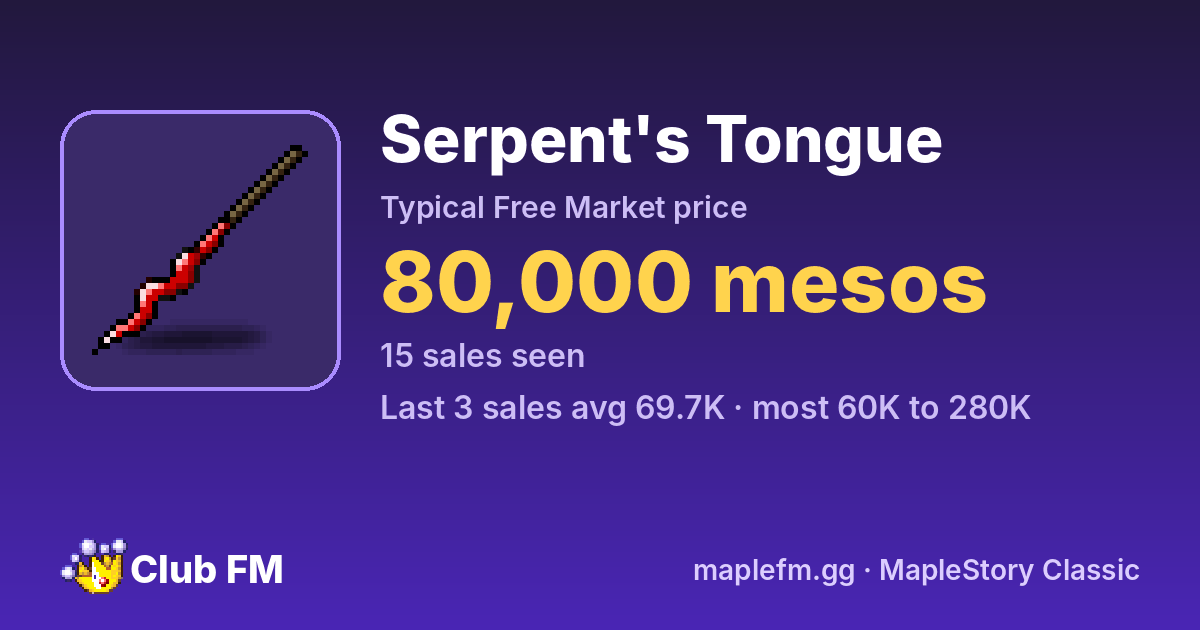 Serpent's Tongue
Typical Free Market price
80,000 mesos
15 sales seen
Last 3 sales avg 69.7K · most 60K to 280K
Club FM
maplefm.gg · MapleStory Classic